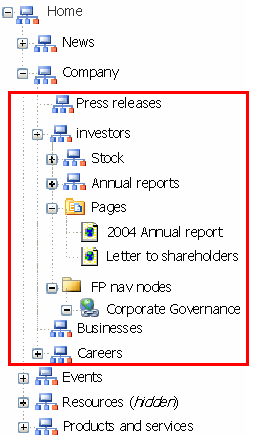 Home
News
Company
Press releases
investors
Stock
Annual reports
Pages
2004 Annual report
Letter to shareholders
FP nav nodes
Corporate Governance
Businesses
Careers
Events
Resources (hidden)
Products and services